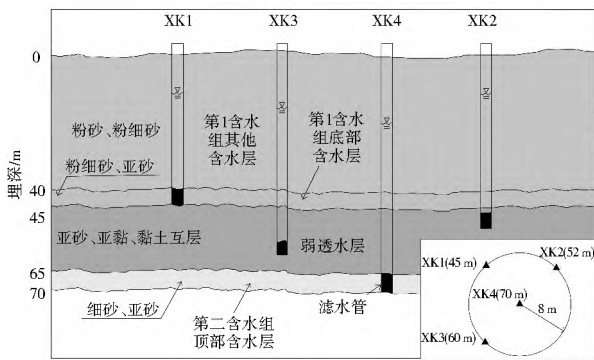 XK1
XK3
XK4
XK2
0
40
45
65
70
埋深/m
粉砂、粉细砂
粉细砂、亚砂
第1含水
组其他
含水层
第1含水
组底部
含水层
亚砂、亚黏、黏土互层
弱透水层
细砂、亚砂
第二含水组
顶部含水层
滤水管
XK1(45 m)
XK2(52 m)
XK4(70 m)
8 m
XK3(60 m)